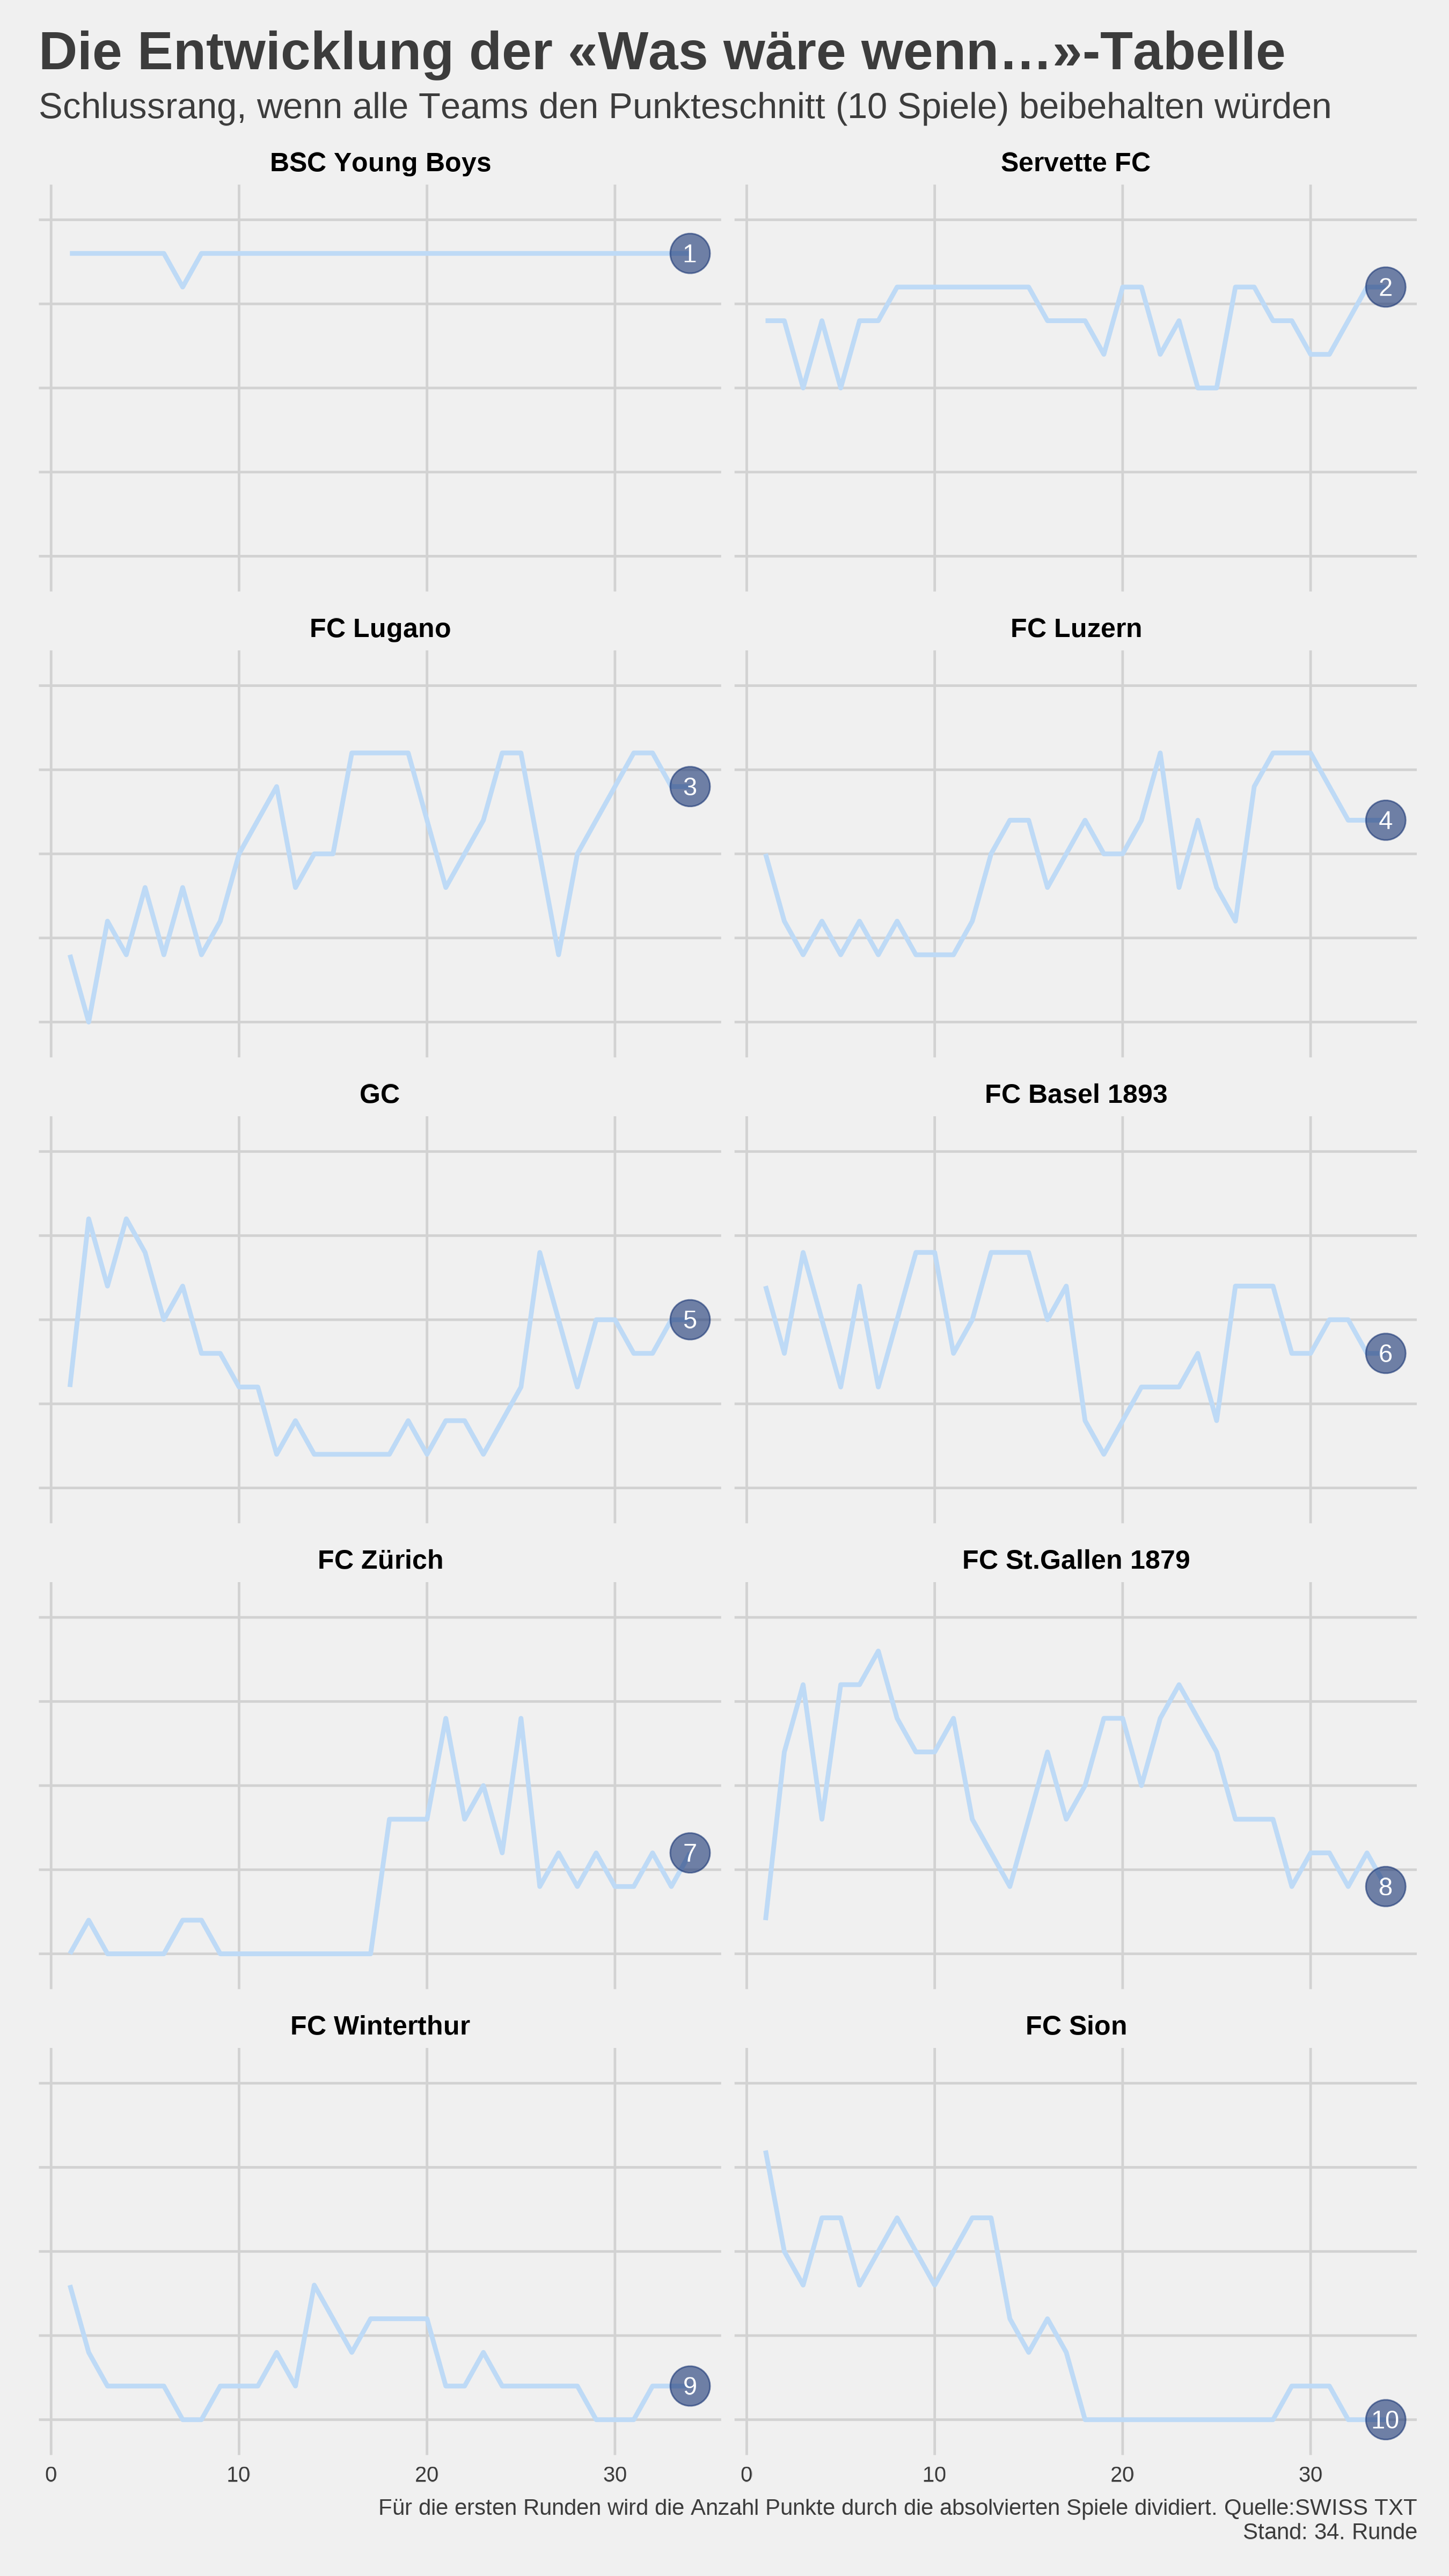 Die Entwicklung der «Was wäre wenn…»-Tabelle
Schlussrang, wenn alle Teams den Punkteschnitt (10 Spiele) beibehalten würden
BSC Young Boys
1
Servette FC
2
FC Lugano
3
FC Luzern
4
GC
5
FC Basel 1893
6
FC Zürich
7
FC St.Gallen 1879
8
FC Winterthur
9
FC Sion
10
0 10 20 30
0 10 20 30
Für die ersten Runden wird die Anzahl Punkte durch die absolvierten Spiele dividiert. Quelle:SWISS TXT
Stand: 34. Runde